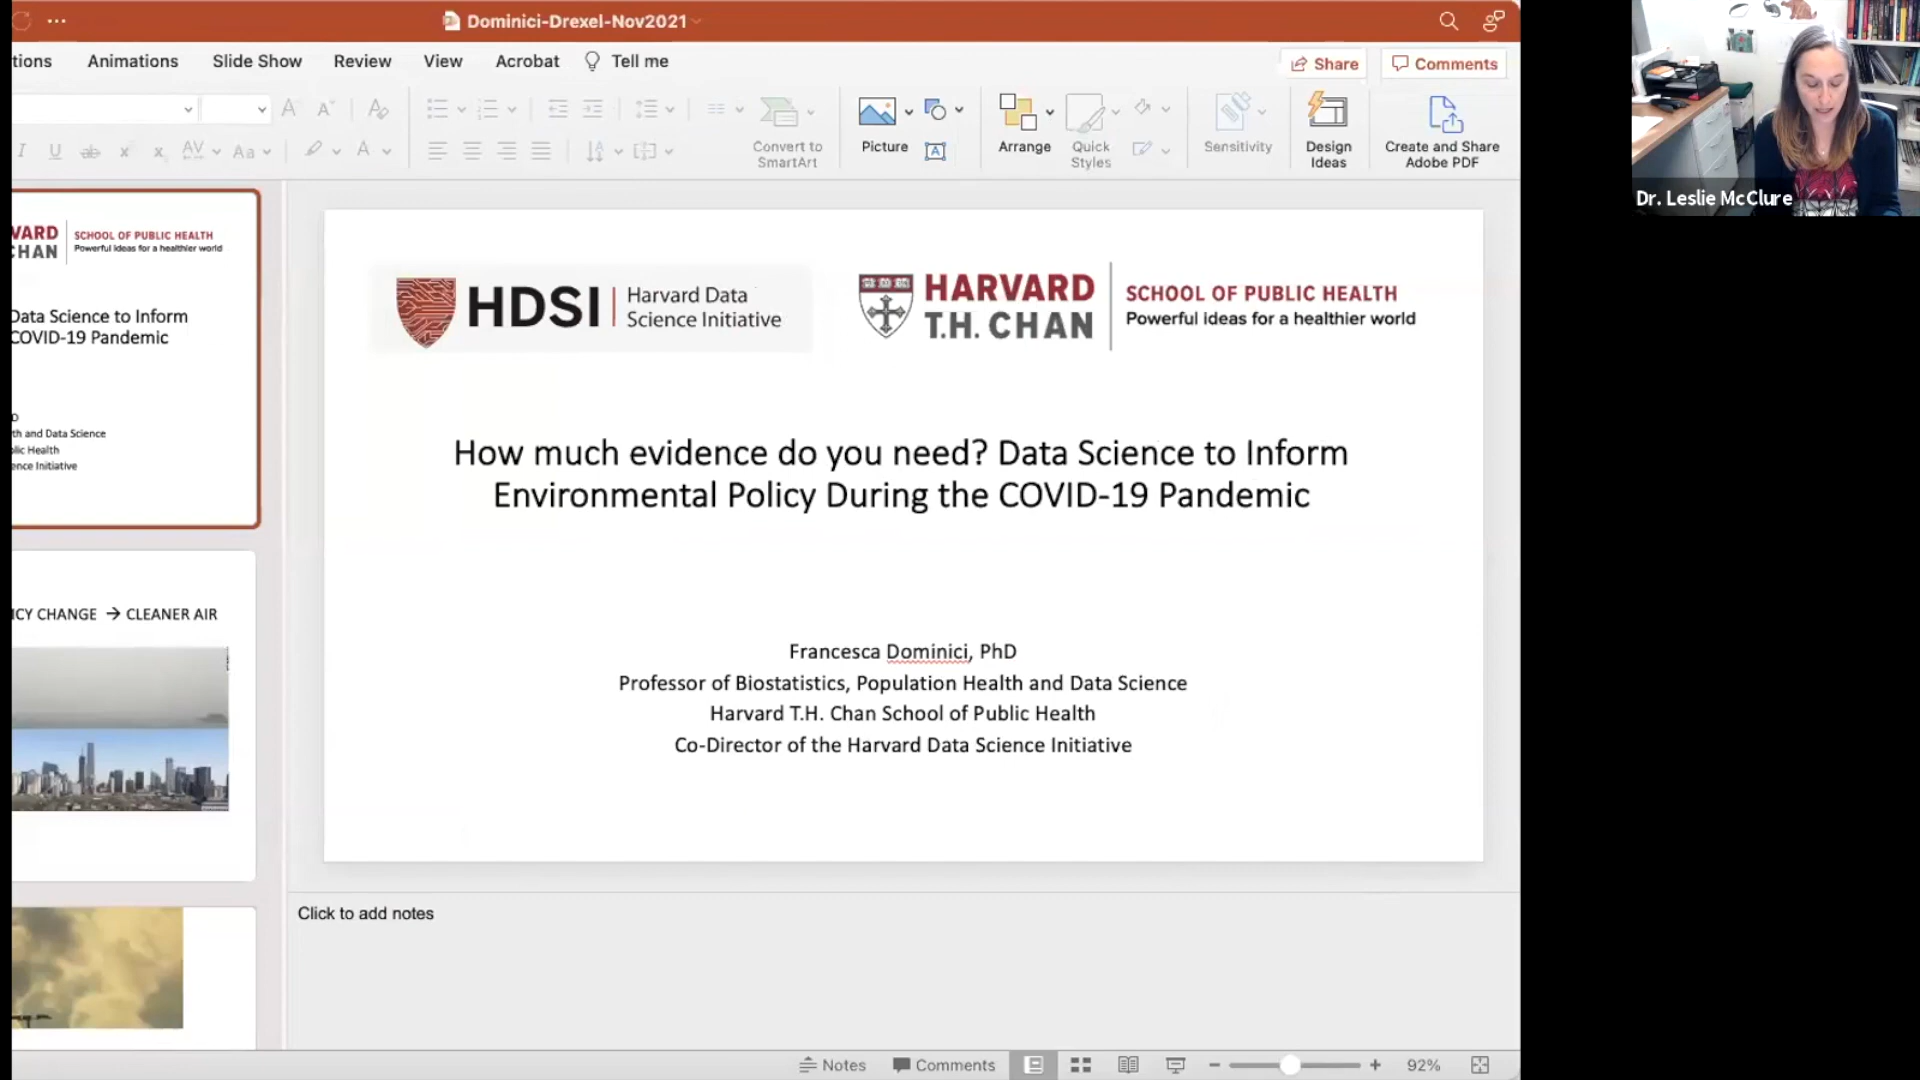 Dominici-Drexel-Nov2021
tions Animations Slide Show Review View Acrobat Tell me Share Comments
Convert to SmartArt
Picture
Arrange
Quick Styles
Sensitivity
Design Ideas
Create and Share Adobe PDF
Dr. Leslie McClure
VARD
CHAN
SCHOOL OF PUBLIC HEALTH
Powerful ideas for a healthier world
Data Science to Inform
COVID-19 Pandemic
D
th and Data Science
lic Health
ence Initiative
ICY CHANGE → CLEANER AIR
HDSI
Harvard Data
Science Initiative
HARVARD
T.H. CHAN
SCHOOL OF PUBLIC HEALTH
Powerful ideas for a healthier world
How much evidence do you need? Data Science to Inform
Environmental Policy During the COVID-19 Pandemic
Francesca Dominici, PhD
Professor of Biostatistics, Population Health and Data Science
Harvard T.H. Chan School of Public Health
Co-Director of the Harvard Data Science Initiative
Click to add notes
Notes Comments 92%